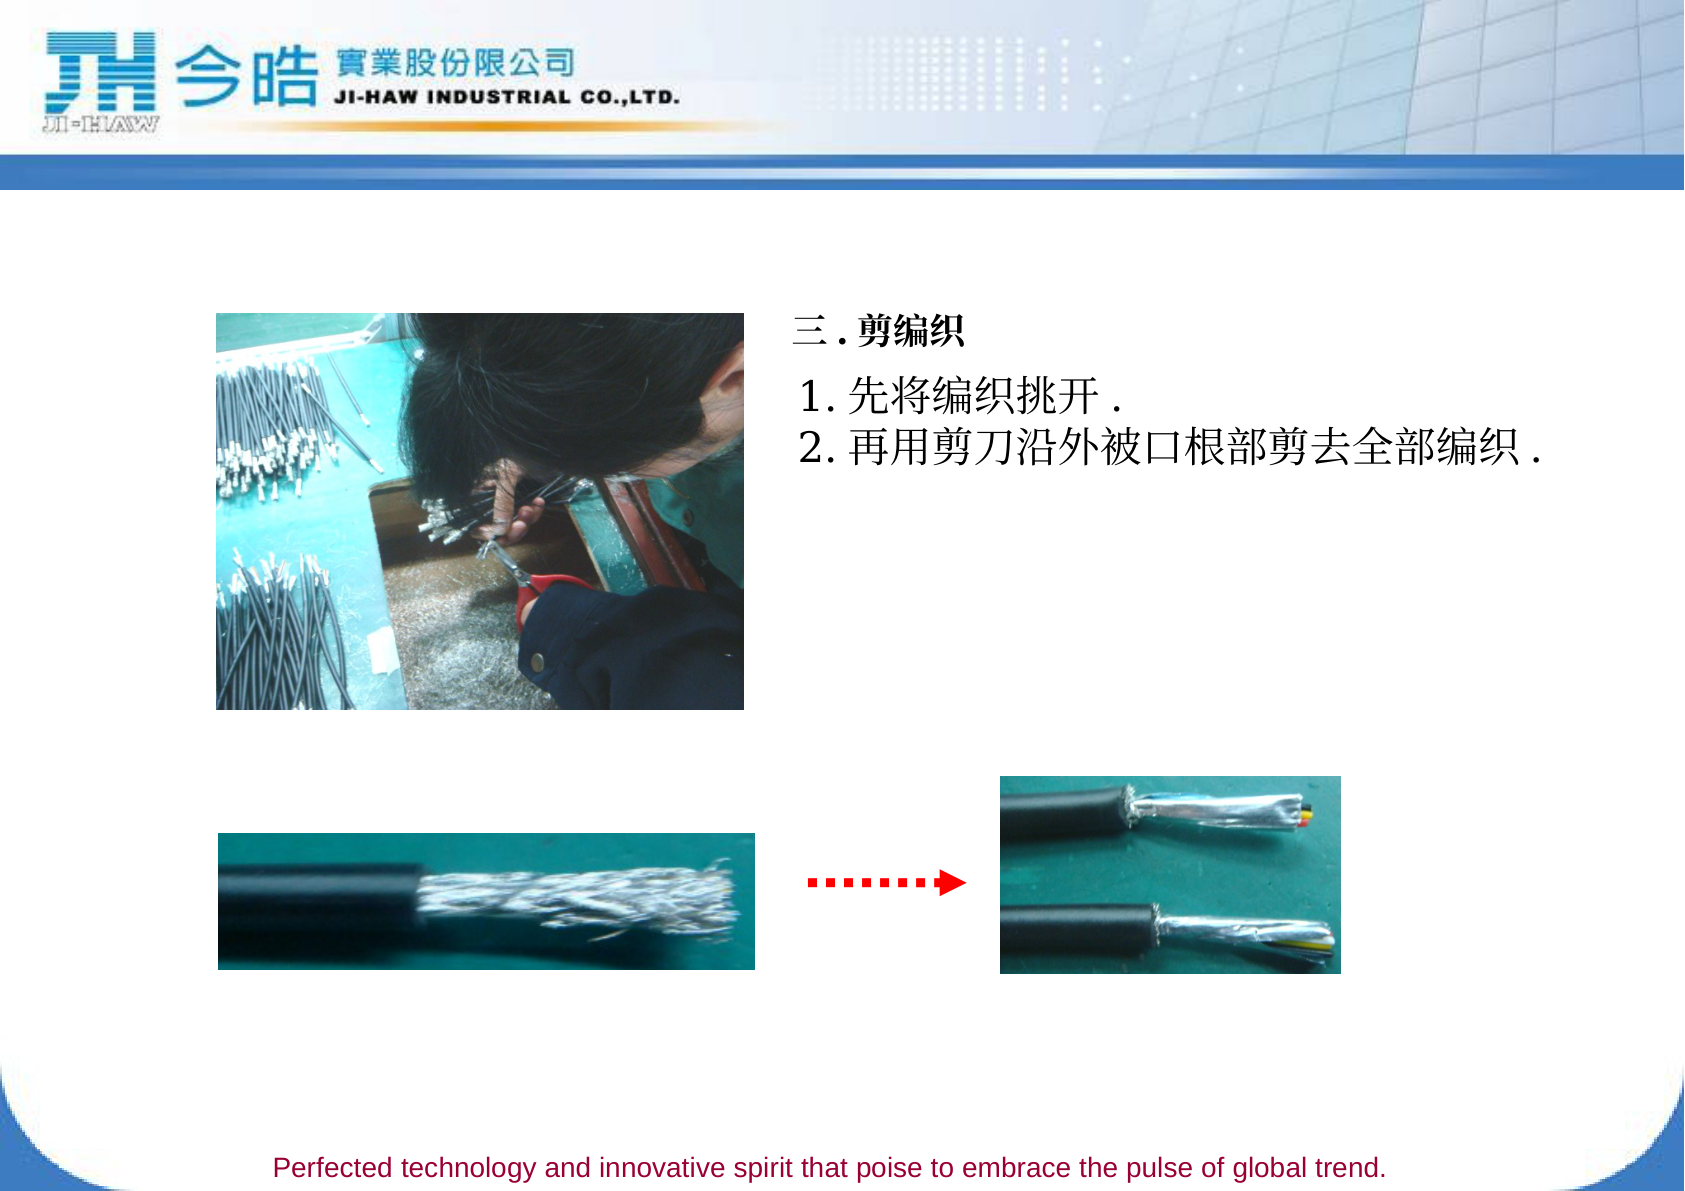 JH 今晧 實業股份限公司
JI-HAW JI-HAW INDUSTRIAL CO.,LTD.
三 . 剪编织
1. 先将编织挑开 .
2. 再用剪刀沿外被口根部剪去全部编织 .
Perfected technology and innovative spirit that poise to embrace the pulse of global trend.